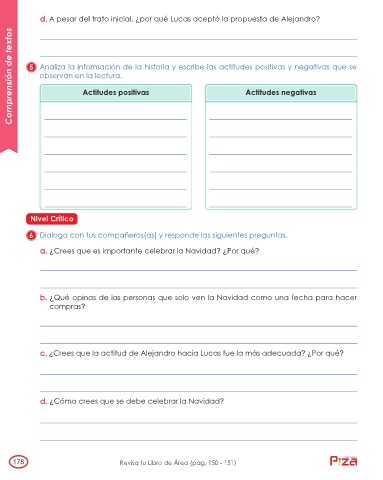 d. A pesar del trato inicial, ¿por qué Lucas aceptó la propuesta de Alejandro?
Comprensión de textos
5 Analiza la información de la historia y escribe las actitudes positivas y negativas que se
observan en la lectura.
Actitudes positivas Actitudes negativas
Nivel Crítico
6 Dialoga con tus compañeros(as) y responde las siguientes preguntas.
a. ¿Crees que es importante celebrar la Navidad? ¿Por qué?
b. ¿Qué opinas de las personas que solo ven la Navidad como una fecha para hacer
compras?
c. ¿Crees que la actitud de Alejandro hacia Lucas fue la más adecuada? ¿Por qué?
d. ¿Cómo crees que se debe celebrar la Navidad?
178 Revisa tu Libro de Área (pág. 150 - 151)